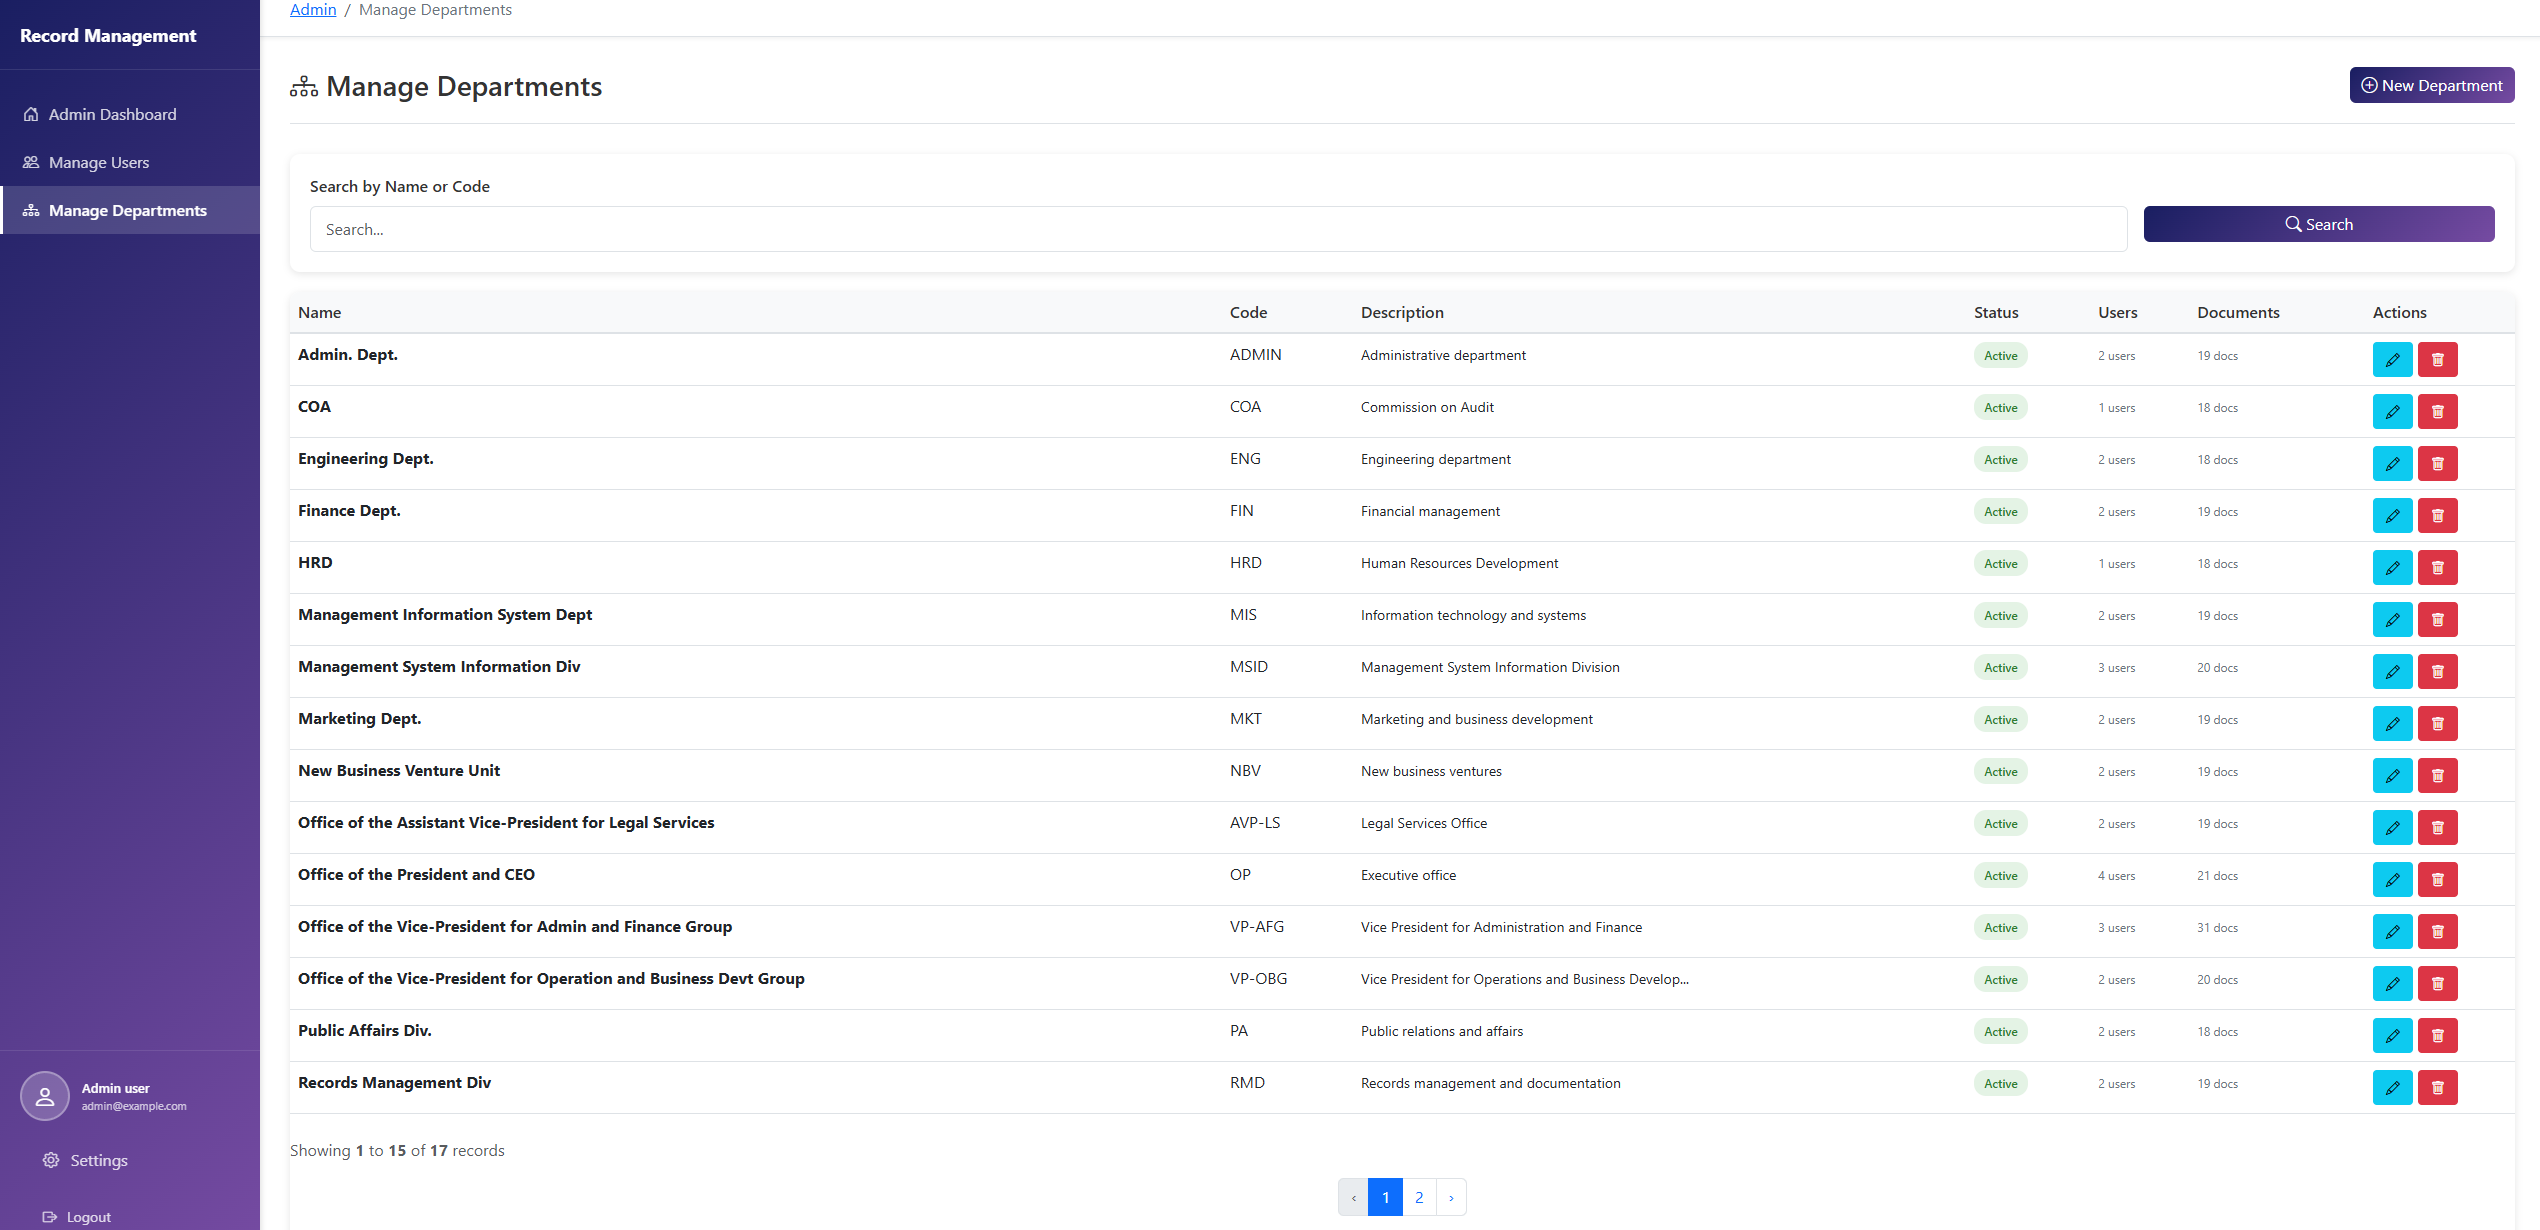 Record Management
Admin Dashboard
Manage Users
Manage Departments
Admin user
admin@example.com
Settings
Logout
Admin / Manage Departments
Manage Departments
New Department
Search by Name or Code
Search...
Search
Name Code Description Status Users Documents Actions
Admin. Dept. ADMIN Administrative department Active 2 users 19 docs
COA COA Commission on Audit Active 1 users 18 docs
Engineering Dept. ENG Engineering department Active 2 users 18 docs
Finance Dept. FIN Financial management Active 2 users 19 docs
HRD HRD Human Resources Development Active 1 users 18 docs
Management Information System Dept MIS Information technology and systems Active 2 users 19 docs
Management System Information Div MSID Management System Information Division Active 3 users 20 docs
Marketing Dept. MKT Marketing and business development Active 2 users 19 docs
New Business Venture Unit NBV New business ventures Active 2 users 19 docs
Office of the Assistant Vice-President for Legal Services AVP-LS Legal Services Office Active 2 users 19 docs
Office of the President and CEO OP Executive office Active 4 users 21 docs
Office of the Vice-President for Admin and Finance Group VP-AFG Vice President for Administration and Finance Active 3 users 31 docs
Office of the Vice-President for Operation and Business Devt Group VP-OBG Vice President for Operations and Business Develop... Active 2 users 20 docs
Public Affairs Div. PA Public relations and affairs Active 2 users 18 docs
Records Management Div RMD Records management and documentation Active 2 users 19 docs
Showing 1 to 15 of 17 records
‹ 1 2 ›